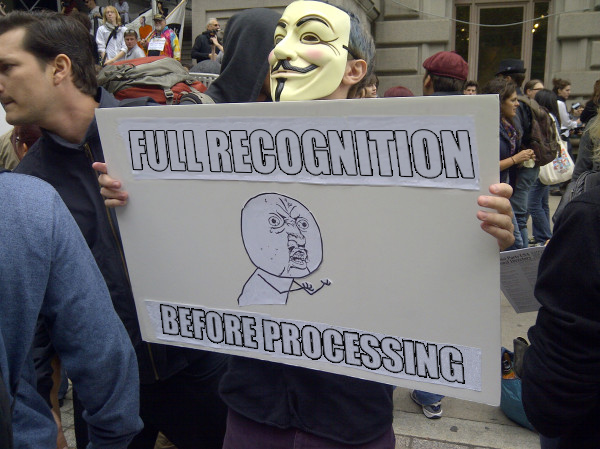 FULL RECOGNITION
BEFORE PROCESSING